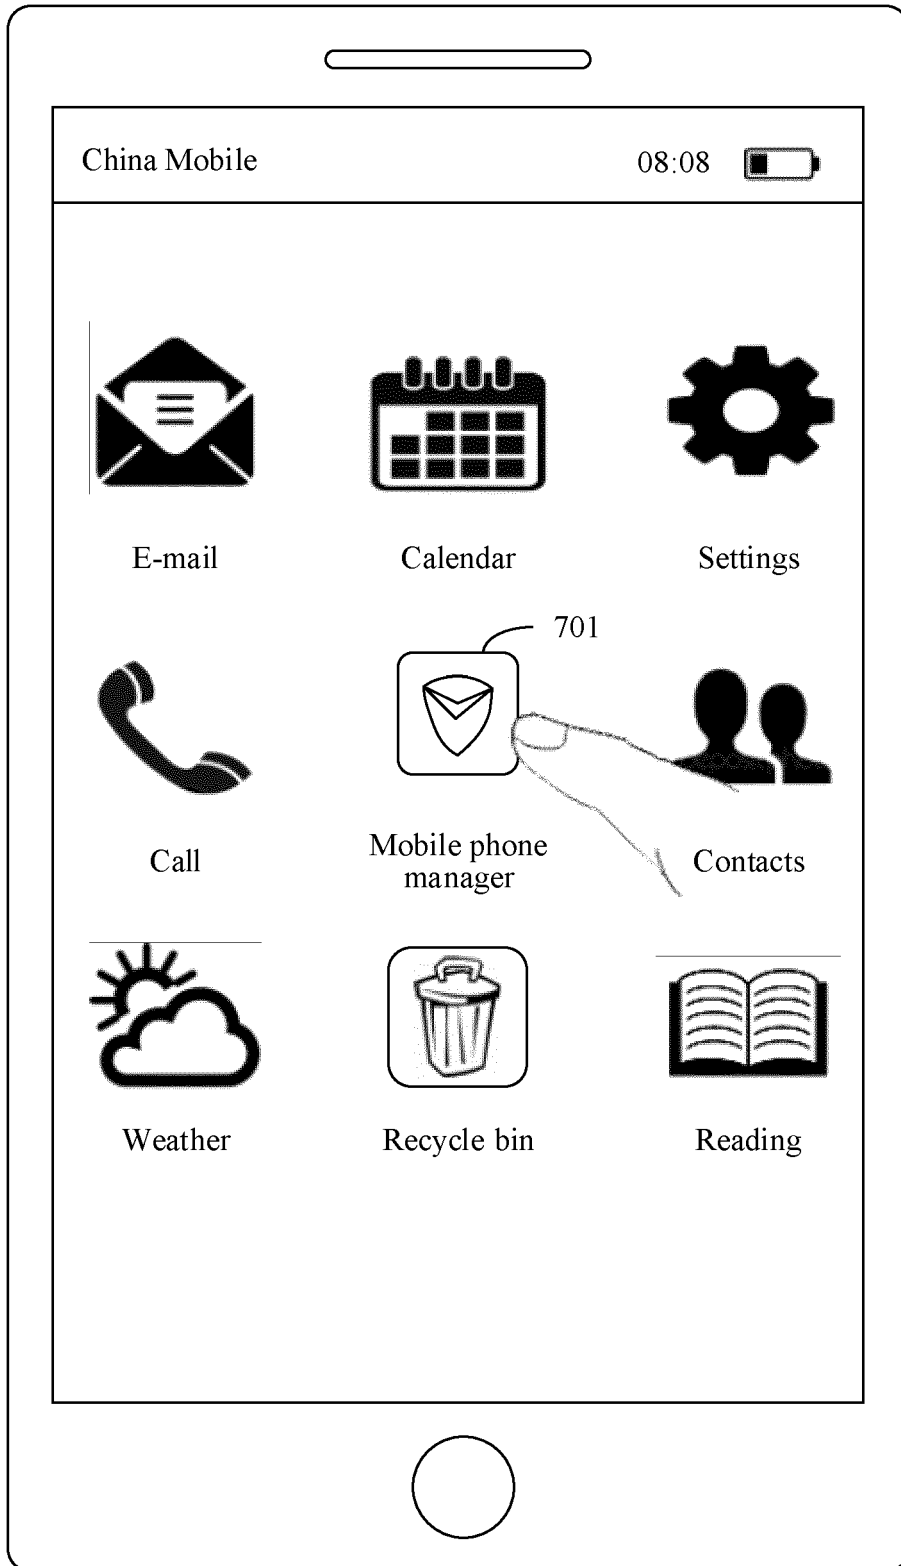 China Mobile
08:08
E-mail
Calendar
Settings
701
Call
Mobile phone
manager
Contacts
Weather
Recycle bin
Reading